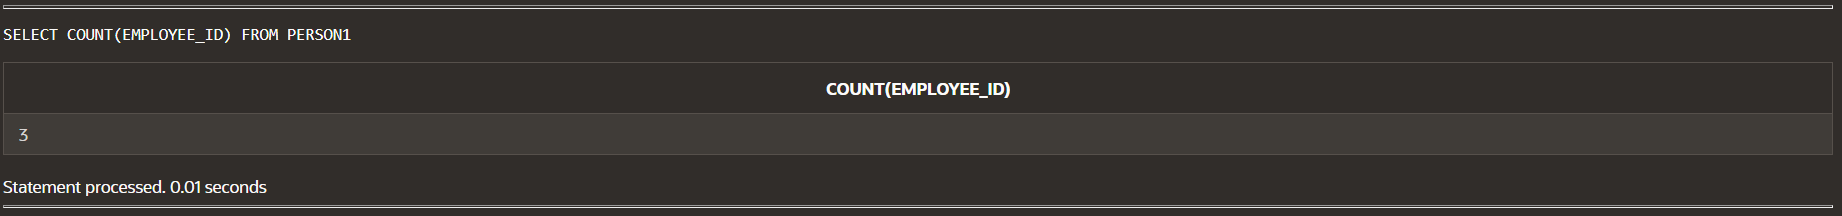 SELECT COUNT(EMPLOYEE_ID) FROM PERSON1
COUNT(EMPLOYEE_ID)
3
Statement processed. 0.01 seconds